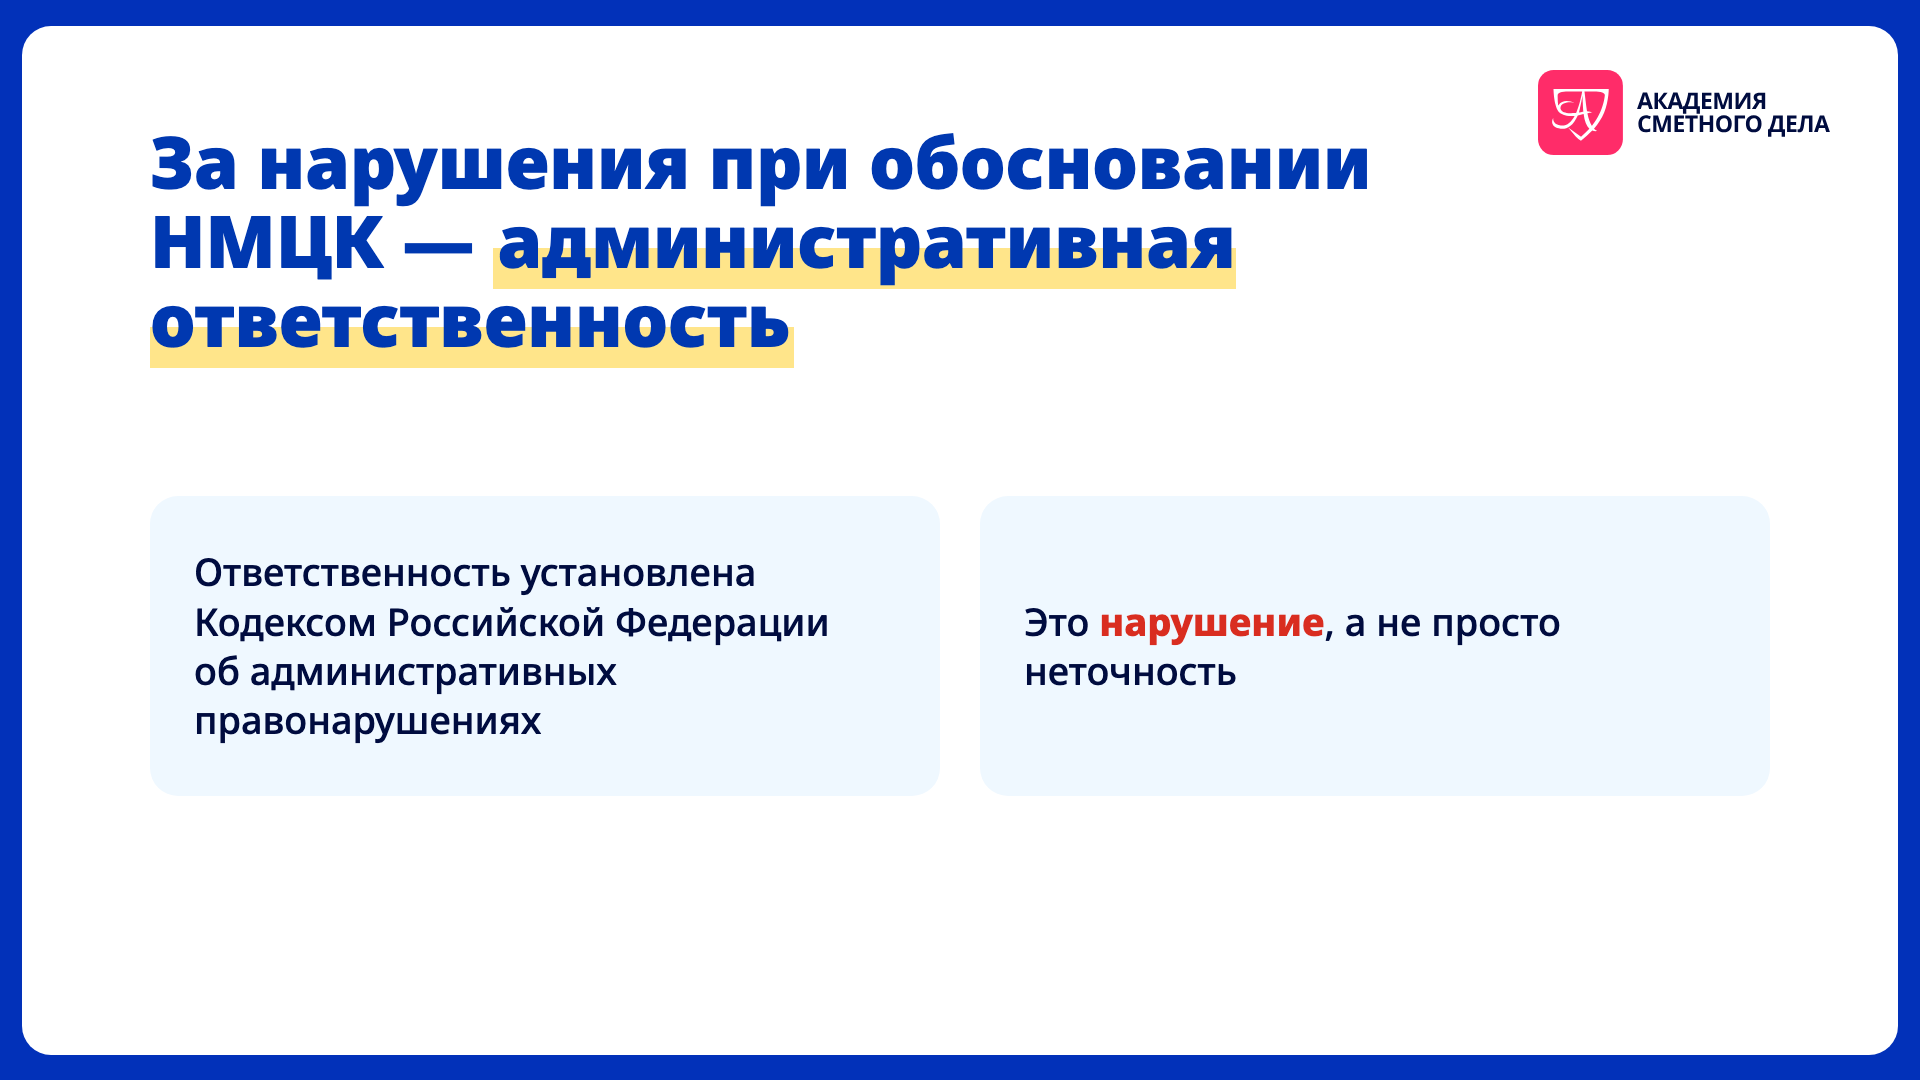 АКАДЕМИЯ
СМЕТНОГО ДЕЛА
За нарушения при обосновании
НМЦК — административная
ответственность
Ответственность установлена
Кодексом Российской Федерации
об административных
правонарушениях
Это нарушение, а не просто
неточность